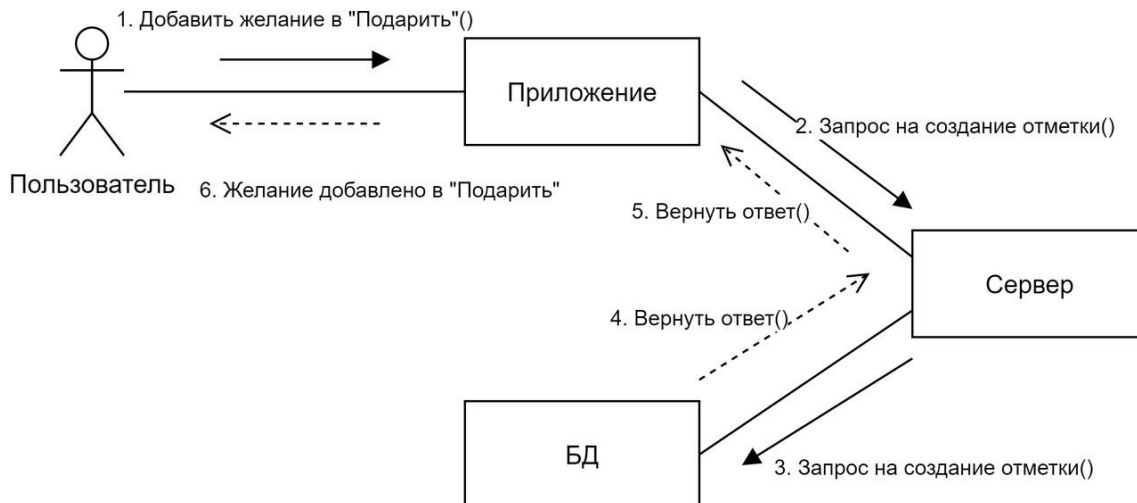 1. Добавить желание в "Подарить"()
Приложение
2. Запрос на создание отметки()
Пользователь
6. Желание добавлено в "Подарить"
5. Вернуть ответ()
Сервер
4. Вернуть ответ()
БД
3. Запрос на создание отметки()